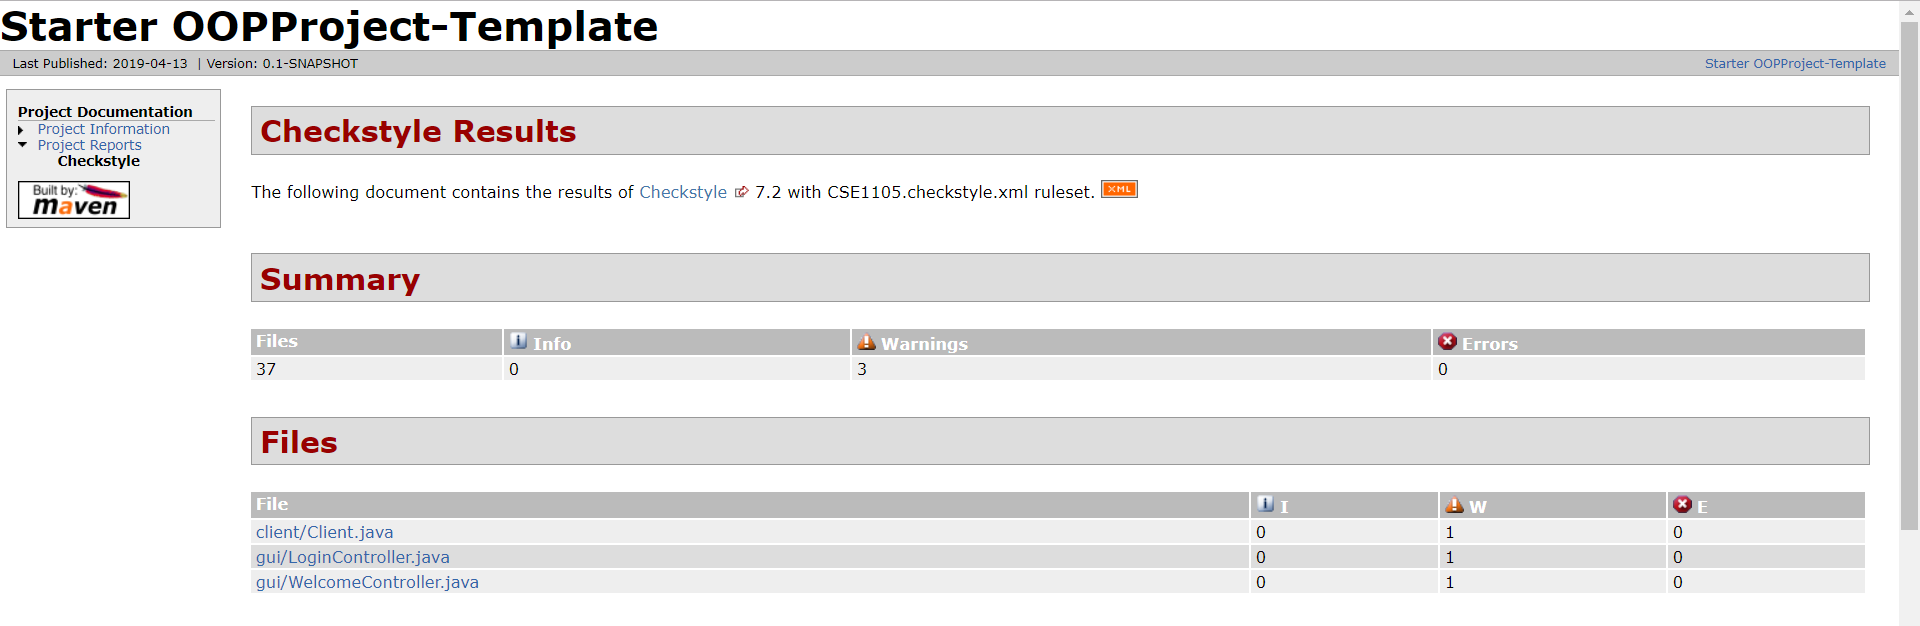 Starter OOPProject-Template
Last Published: 2019-04-13 | Version: 0.1-SNAPSHOT
Starter OOPProject-Template
Project Documentation
Project Information
Project Reports
Checkstyle
Built by:
maven
Checkstyle Results
The following document contains the results of Checkstyle 7.2 with CSE1105.checkstyle.xml ruleset. XML
Summary
Files Info Warnings Errors
37 0 3 0
Files
File I W E
client/Client.java 0 1 0
gui/LoginController.java 0 1 0
gui/WelcomeController.java 0 1 0